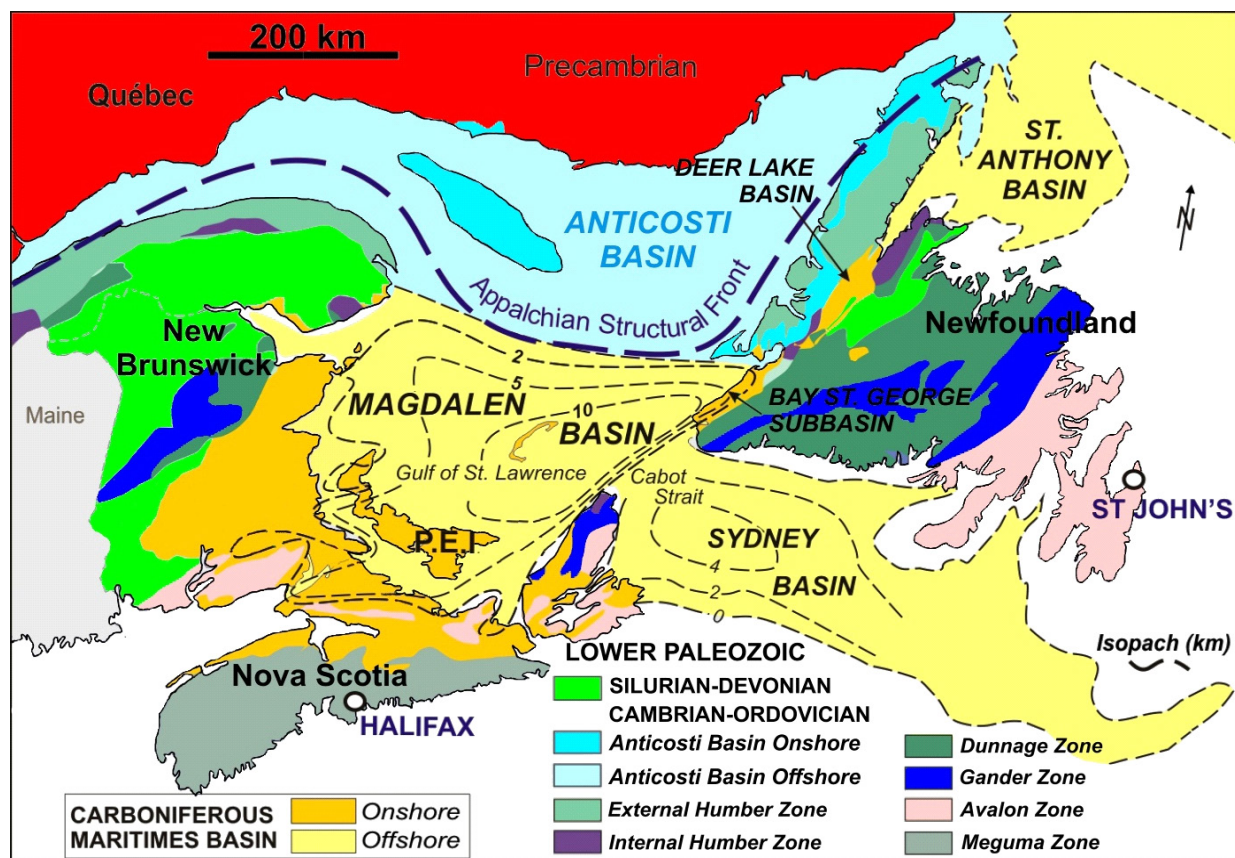 200 km
Precambrian
Québec
ST.
ANTHONY
BASIN
DEER LAKE
BASIN
N
ANTICOSTI
BASIN
Appalchian Structural Front
New
Brunswick
Newfoundland
2
5
10
Maine
MAGDALEN
BASIN
BAY ST. GEORGE
SUBBASIN
Gulf of St. Lawrence
Cabot
Strait
ST JOHN'S
P.E.I
SYDNEY
BASIN
4
2
0
Isopach (km)
Nova Scotia
HALIFAX
LOWER PALEOZOIC
SILURIAN-DEVONIAN
CAMBRIAN-ORDOVICIAN
Anticosti Basin Onshore
Anticosti Basin Offshore
External Humber Zone
Internal Humber Zone
Dunnage Zone
Gander Zone
Avalon Zone
Meguma Zone
CARBONIFEROUS
MARITIMES BASIN
Onshore
Offshore